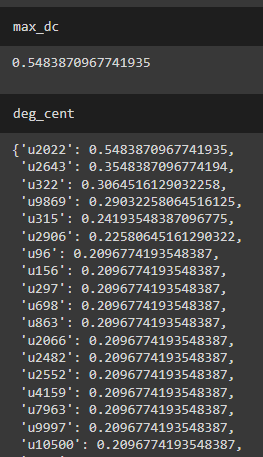 max_dc
0.5483870967741935
deg_cent
{'u2022': 0.5483870967741935,
'u2643': 0.3548387096774194,
'u322': 0.3064516129032258,
'u9869': 0.29032258064516125,
'u315': 0.24193548387096775,
'u2906': 0.22580645161290322,
'u96': 0.2096774193548387,
'u156': 0.2096774193548387,
'u297': 0.2096774193548387,
'u698': 0.2096774193548387,
'u863': 0.2096774193548387,
'u2066': 0.2096774193548387,
'u2482': 0.2096774193548387,
'u2552': 0.2096774193548387,
'u4159': 0.2096774193548387,
'u7963': 0.2096774193548387,
'u9997': 0.2096774193548387,
'u10500': 0.2096774193548387,